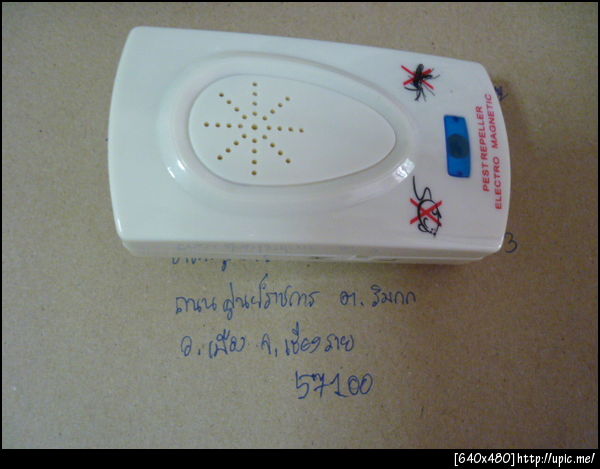 PEST REPELLER
ELECTRO MAGNETIC
3
ถนนศูนย์ราชการ ต. ริมกก
อ. เมือง จ. เชียงราย
57100
[640x480]http://upic.me/